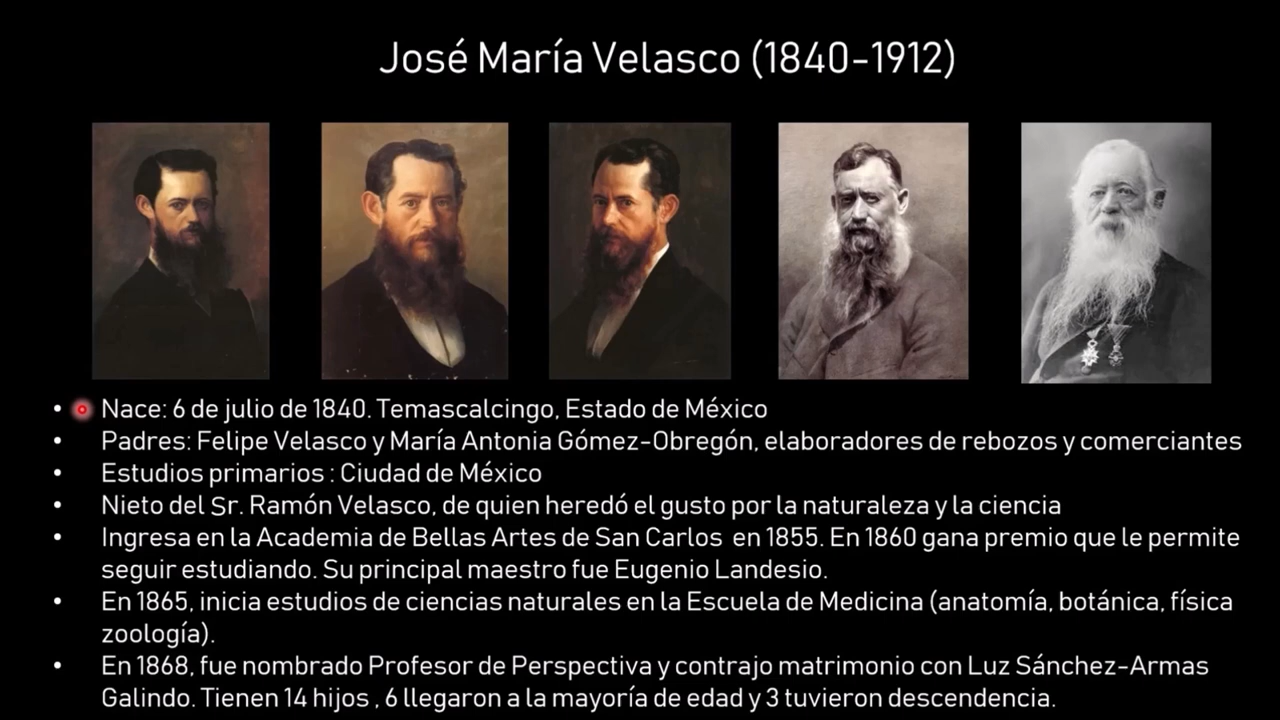 José María Velasco (1840-1912)
• Nace: 6 de julio de 1840. Temascalcingo, Estado de México
• Padres: Felipe Velasco y María Antonia Gómez-Obregón, elaboradores de rebozos y comerciantes
• Estudios primarios : Ciudad de México
• Nieto del Sr. Ramón Velasco, de quien heredó el gusto por la naturaleza y la ciencia
• Ingresa en la Academia de Bellas Artes de San Carlos en 1855. En 1860 gana premio que le permite
seguir estudiando. Su principal maestro fue Eugenio Landesio.
• En 1865, inicia estudios de ciencias naturales en la Escuela de Medicina (anatomía, botánica, física
zoología).
• En 1868, fue nombrado Profesor de Perspectiva y contrajo matrimonio con Luz Sánchez-Armas
Galindo. Tienen 14 hijos , 6 llegaron a la mayoría de edad y 3 tuvieron descendencia.